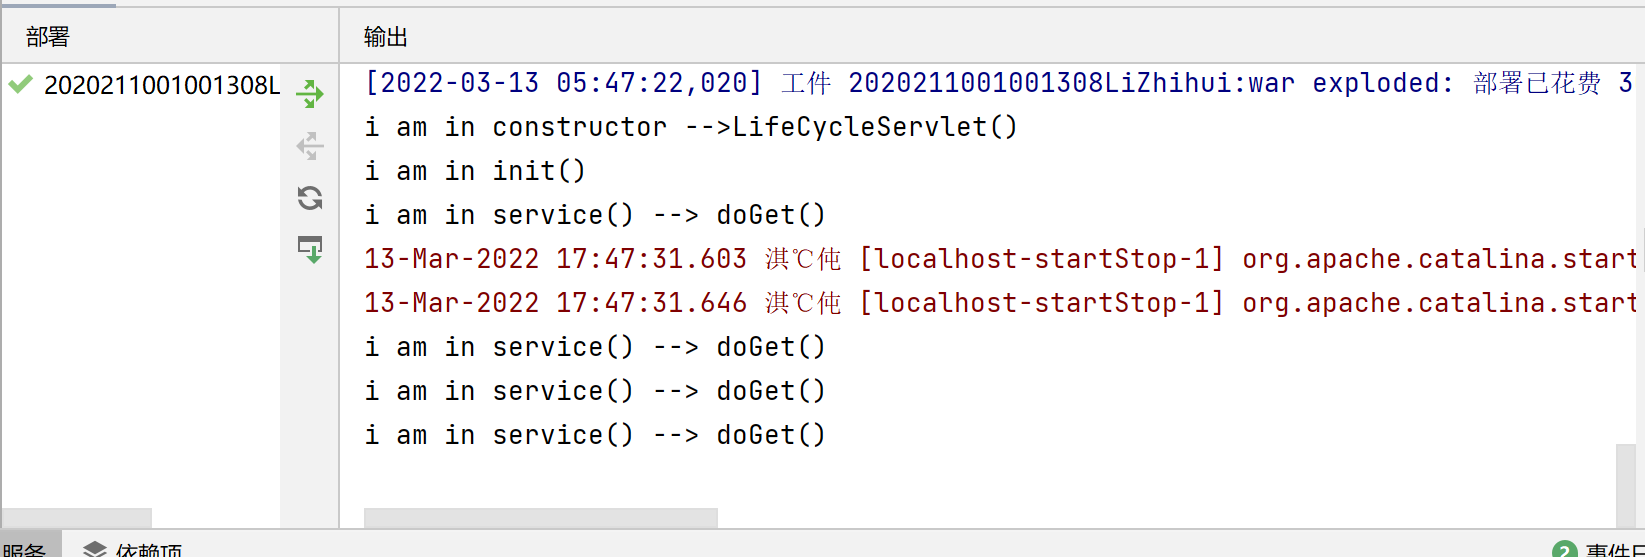 部署
输出
2020211001001308L
[2022-03-13 05:47:22,020] 工件 2020211001001308LiZhihui:war exploded: 部署已花费 3
i am in constructor -->LifeCycleServlet()
i am in init()
i am in service() --> doGet()
13-Mar-2022 17:47:31.603 淇℃伅 [localhost-startStop-1] org.apache.catalina.start
13-Mar-2022 17:47:31.646 淇℃伅 [localhost-startStop-1] org.apache.catalina.start
i am in service() --> doGet()
i am in service() --> doGet()
i am in service() --> doGet()
服务
依赖项
2 事件日